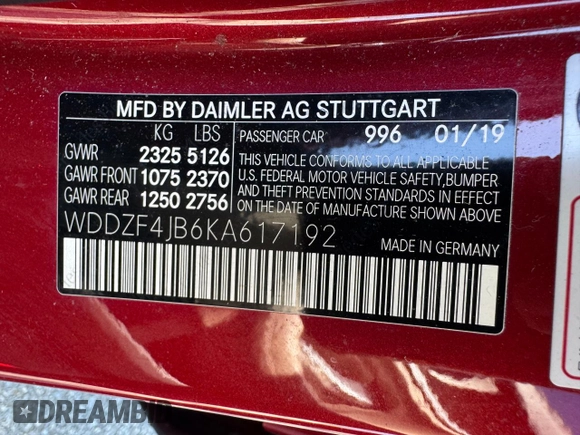 MFD BY DAIMLER AG STUTTGART
KG LBS PASSENGER CAR 996 01/19
GVWR 2325 5126
GAWR FRONT 1075 2370
GAWR REAR 1250 2756
THIS VEHICLE CONFORMS TO ALL APPLICABLE
U.S. FEDERAL MOTOR VEHICLE SAFETY,BUMPER
AND THEFT PREVENTION STANDARDS IN EFFECT
ON THE DATE OF MANUFACTURE SHOWN ABOVE
WDDZF4JB6KA617192
MADE IN GERMANY